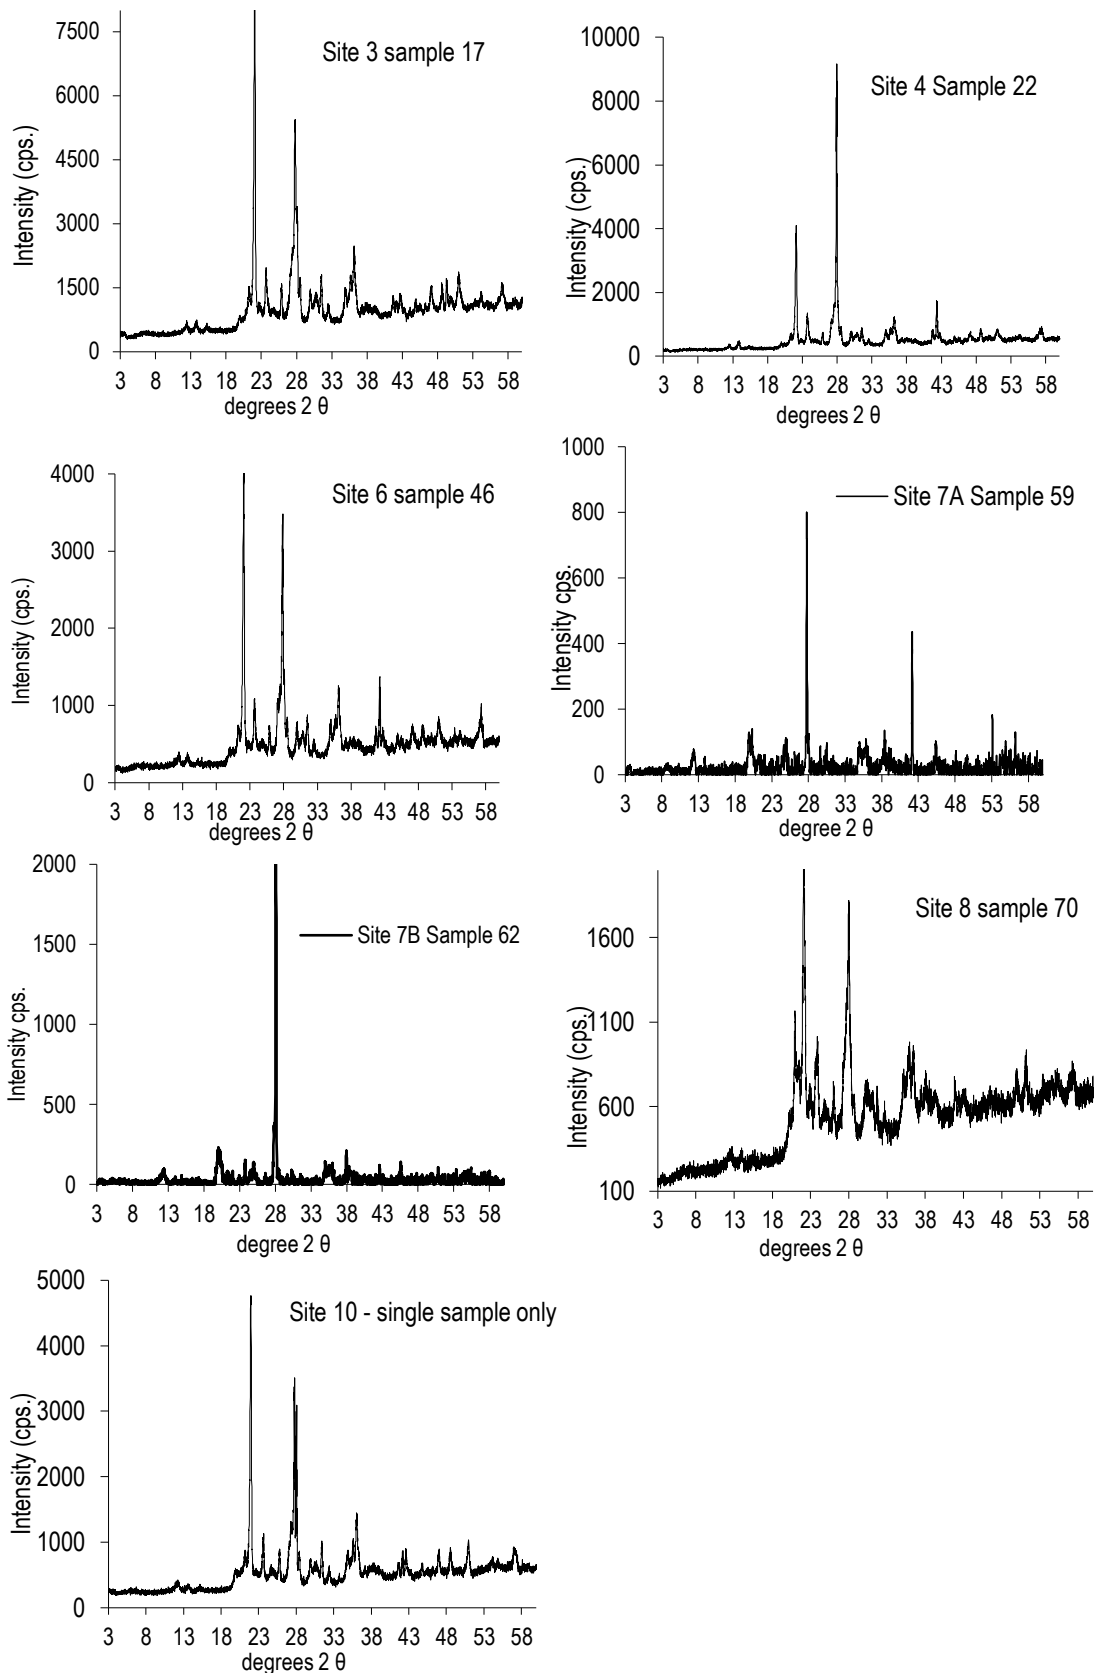 Site 3 sample 17
Intensity (cps.)
7500
6000
4500
3000
1500
0
3 8 13 18 23 28 33 38 43 48 53 58
degrees 2 θ
Site 4 Sample 22
Intensity (cps.)
10000
8000
6000
4000
2000
0
3 8 13 18 23 28 33 38 43 48 53 58
degrees 2 θ
Site 6 sample 46
Intensity (cps.)
4000
3000
2000
1000
0
3 8 13 18 23 28 33 38 43 48 53 58
degrees 2 θ
Site 7A Sample 59
Intensity cps.
1000
800
600
400
200
0
3 8 13 18 23 28 33 38 43 48 53 58
degree 2 θ
Site 7B Sample 62
Intensity cps.
2000
1500
1000
500
0
3 8 13 18 23 28 33 38 43 48 53 58
degree 2 θ
Site 8 sample 70
Intensity (cps.)
1600
1100
600
100
3 8 13 18 23 28 33 38 43 48 53 58
degrees 2 θ
Site 10 - single sample only
Intensity (cps.)
5000
4000
3000
2000
1000
0
3 8 13 18 23 28 33 38 43 48 53 58
degrees 2 θ